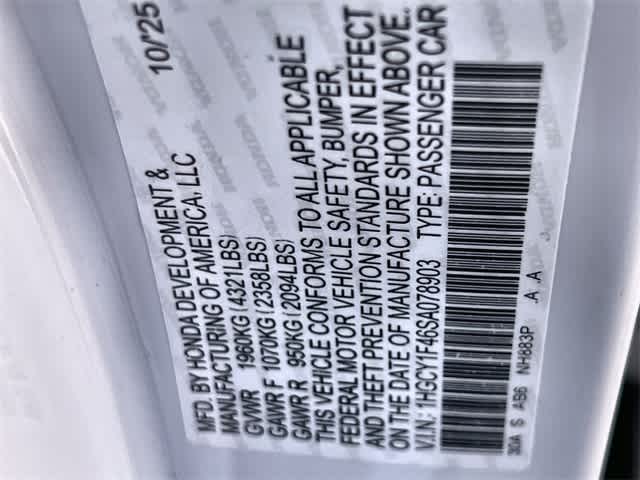 MFD. BY HONDA DEVELOPMENT & 10/'25
MANUFACTURING OF AMERICA, LLC
GVWR 1960KG(4321LBS)
GAWR F 1070KG(2358LBS)
GAWR R 950KG(2094LBS)
THIS VEHICLE CONFORMS TO ALL APPLICABLE
FEDERAL MOTOR VEHICLE SAFETY, BUMPER,
AND THEFT PREVENTION STANDARDS IN EFFECT
ON THE DATE OF MANUFACTURE SHOWN ABOVE.
V.I.N.: 1HGCY1F46SA078903 TYPE: PASSENGER CAR
30A S AB6 NH883P .A .A